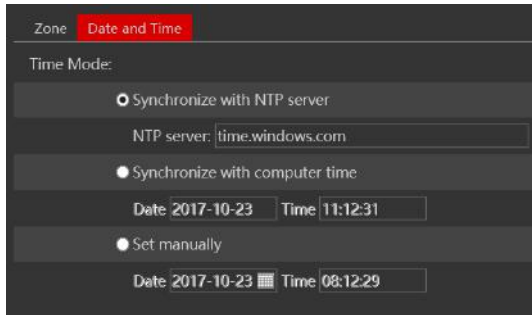 Zone Date and Time
Time Mode:
Synchronize with NTP server
NTP server: time.windows.com
Synchronize with computer time
Date 2017-10-23 Time 11:12:31
Set manually
Date 2017-10-23 Time 08:12:29